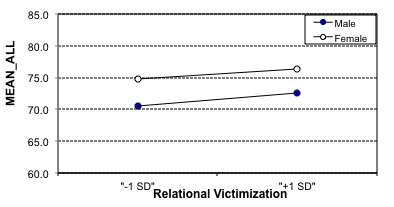 85.0
80.0
75.0
70.0
65.0
60.0
MEAN_ALL
Male
Female
"-1 SD" "+1 SD"
Relational Victimization